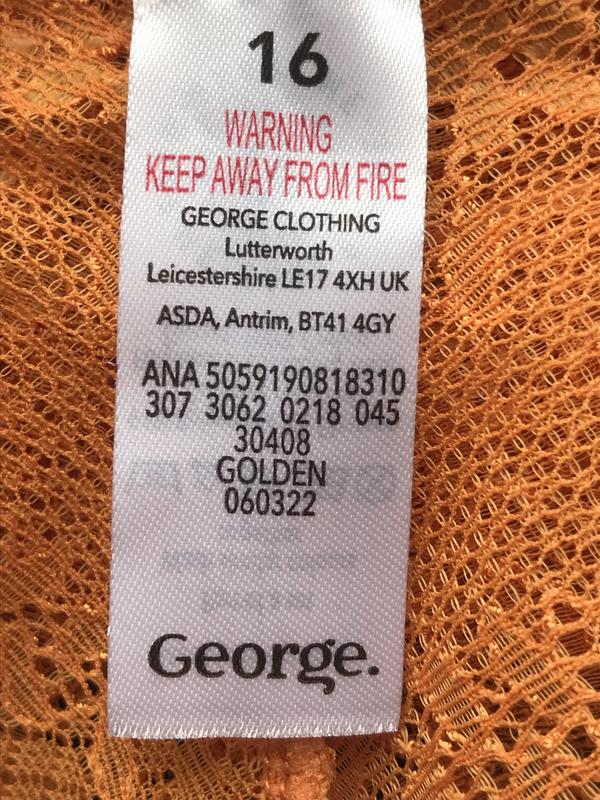 16
WARNING
KEEP AWAY FROM FIRE
GEORGE CLOTHING
Lutterworth
Leicestershire LE17 4XH UK
ASDA, Antrim, BT41 4GY
ANA 5059190818310
307 3062 0218 045
30408
GOLDEN
060322
George.